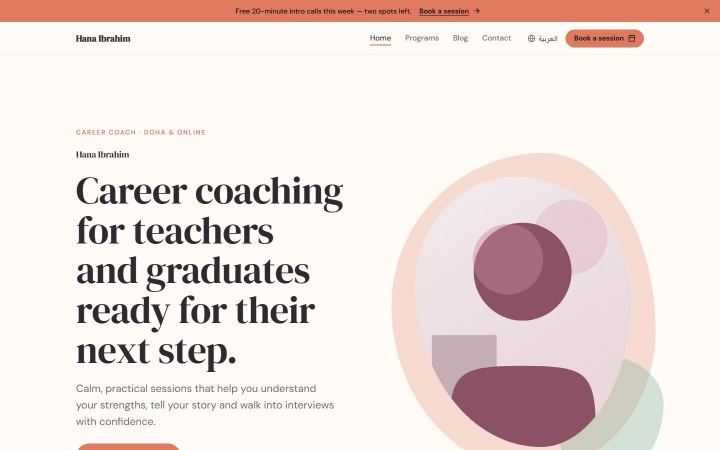 Free 20-minute intro calls this week — two spots left. Book a session →
Hana Ibrahim
Home Programs Blog Contact العربية Book a session
CAREER COACH · DOHA & ONLINE
Hana Ibrahim
Career coaching
for teachers
and graduates
ready for their
next step.
Calm, practical sessions that help you understand
your strengths, tell your story and walk into interviews
with confidence.